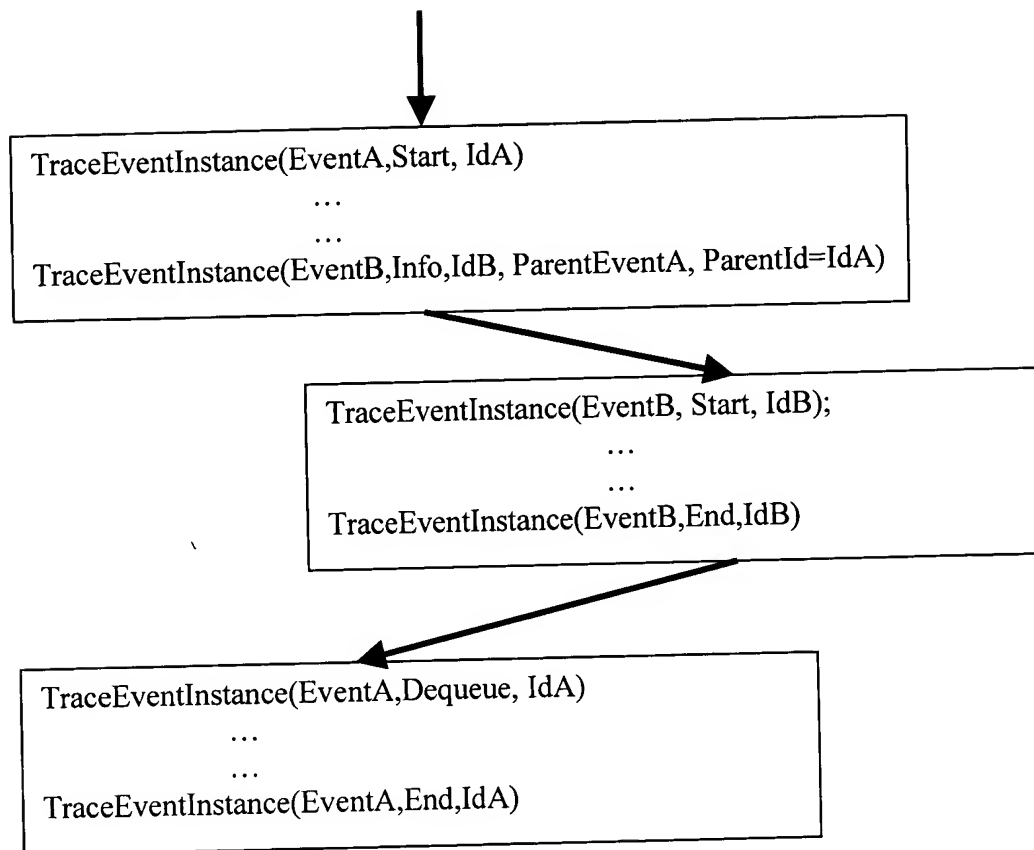 TraceEventInstance(EventA,Start, IdA)
…
…
TraceEventInstance(EventB,Info,IdB, ParentEventA, ParentId=IdA)
TraceEventInstance(EventB, Start, IdB);
…
…
TraceEventInstance(EventB,End,IdB)
TraceEventInstance(EventA,Dequeue, IdA)
…
…
TraceEventInstance(EventA,End,IdA)